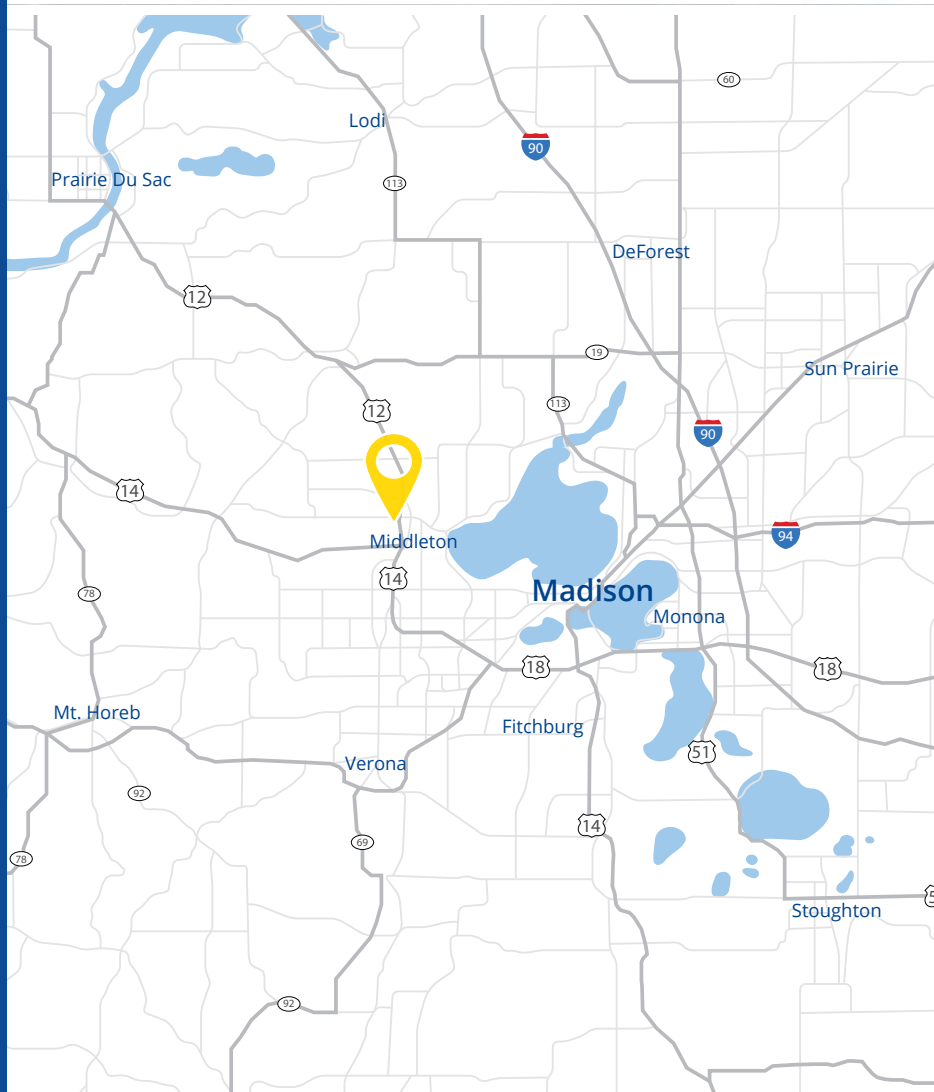 60
Lodi
90
Prairie Du Sac
113
DeForest
12
19
Sun Prairie
12
113
90
14
94
Middleton
14
Madison
78
Monona
18
18
Mt. Horeb
Fitchburg
51
Verona
92
14
69
78
Stoughton
92